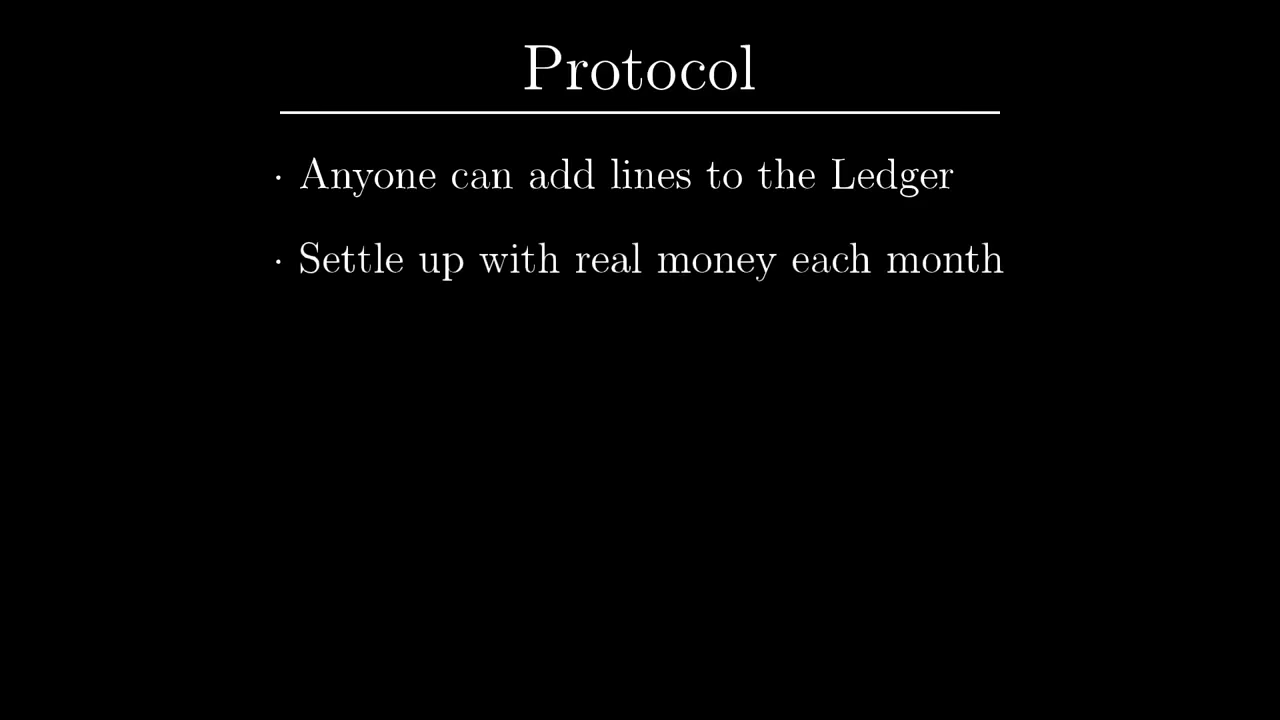 Protocol
· Anyone can add lines to the Ledger
· Settle up with real money each month